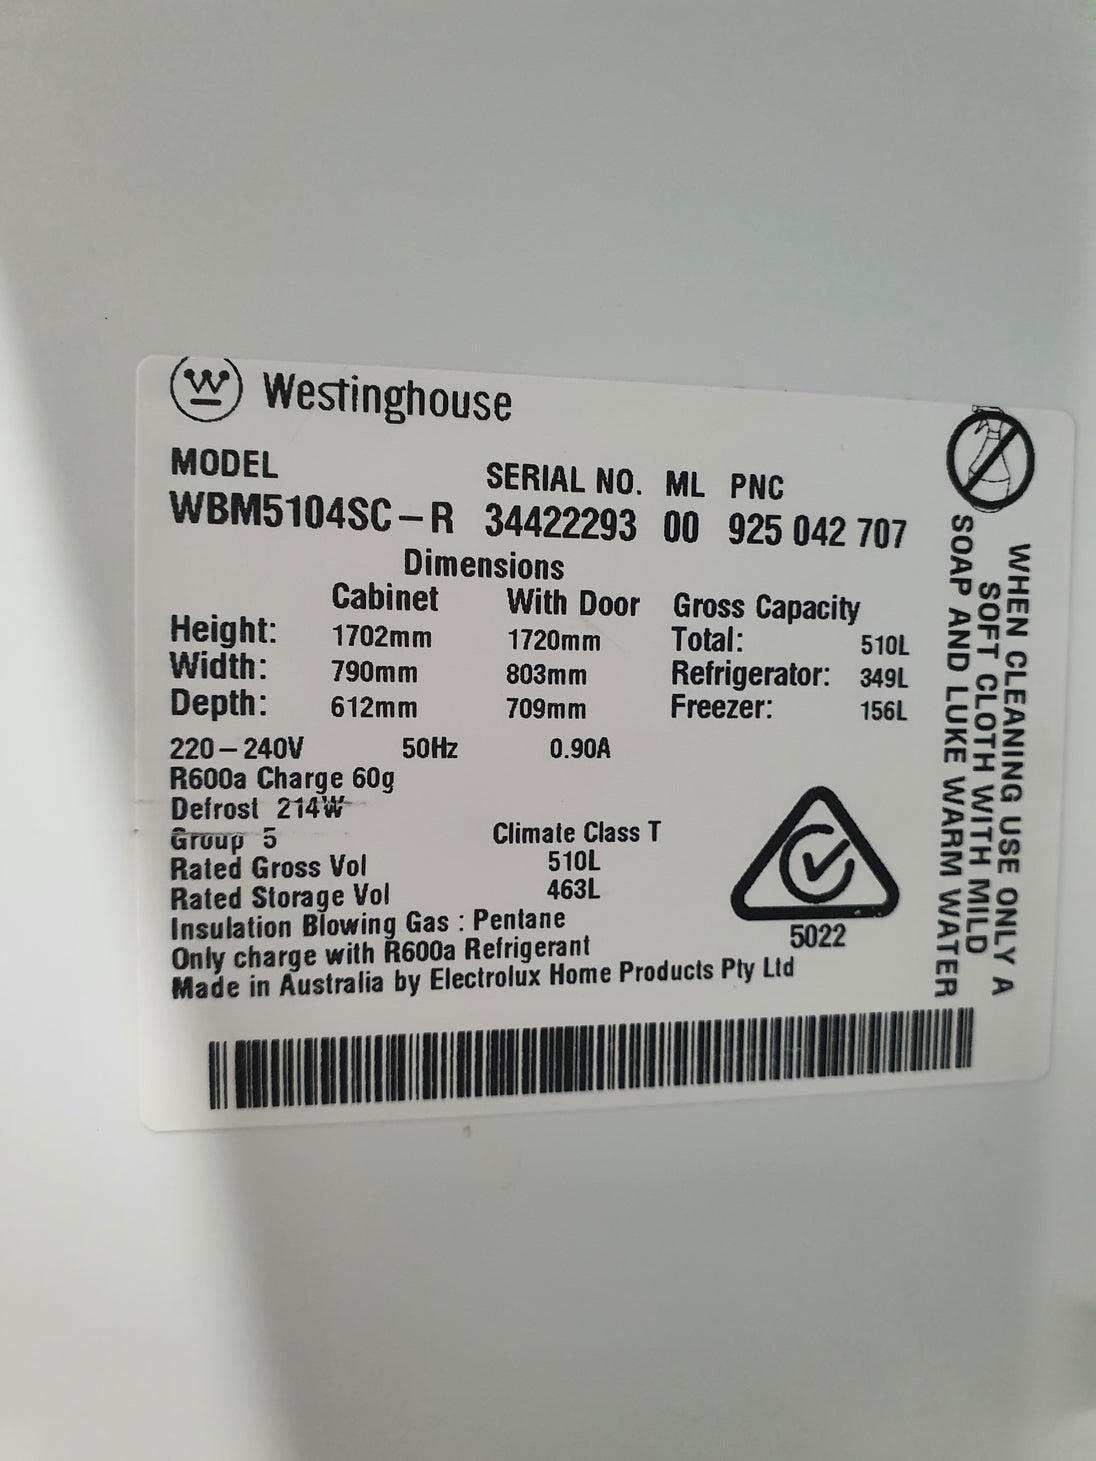 Westinghouse
MODEL SERIAL NO. ML PNC
WBM5104SC-R 34422293 00 925 042 707
Dimensions
Cabinet With Door Gross Capacity
Height: 1702mm 1720mm Total: 510L
Width: 790mm 803mm Refrigerator: 349L
Depth: 612mm 709mm Freezer: 156L
220-240V 50Hz 0.90A
R600a Charge 60g
Defrost 214W
Group 5 Climate Class T
Rated Gross Vol 510L
Rated Storage Vol 463L
Insulation Blowing Gas : Pentane
Only charge with R600a Refrigerant
Made in Australia by Electrolux Home Products Pty Ltd
5022
WHEN CLEANING USE ONLY A
SOFT CLOTH WITH MILD
SOAP AND LUKE WARM WATER